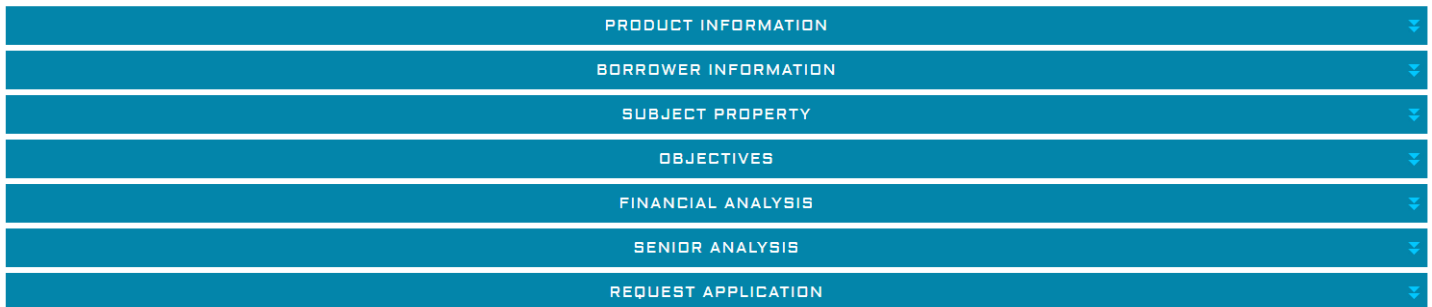 PRODUCT INFORMATION
BORROWER INFORMATION
SUBJECT PROPERTY
OBJECTIVES
FINANCIAL ANALYSIS
SENIOR ANALYSIS
REQUEST APPLICATION